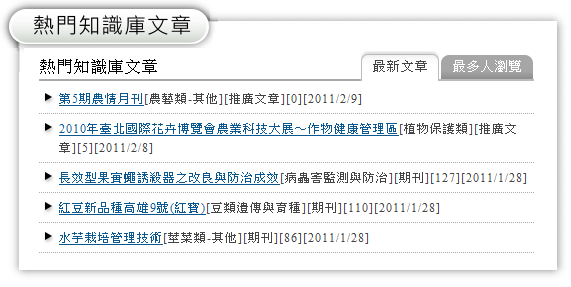 熱門知識庫文章
熱門知識庫文章
最新文章
最多人瀏覽
第5期農情月刊[農藝類-其他][推廣文章][0][2011/2/9]
2010年臺北國際花卉博覽會農業科技大展～作物健康管理區[植物保護類][推廣文
章][5][2011/2/8]
長效型果實蠅誘殺器之改良與防治成效[病蟲害監測與防治][期刊][127][2011/1/28]
紅豆新品種高雄9號(紅寶)[豆類遺傳與育種][期刊][110][2011/1/28]
水芋栽培管理技術[莖菜類-其他][期刊][86][2011/1/28]